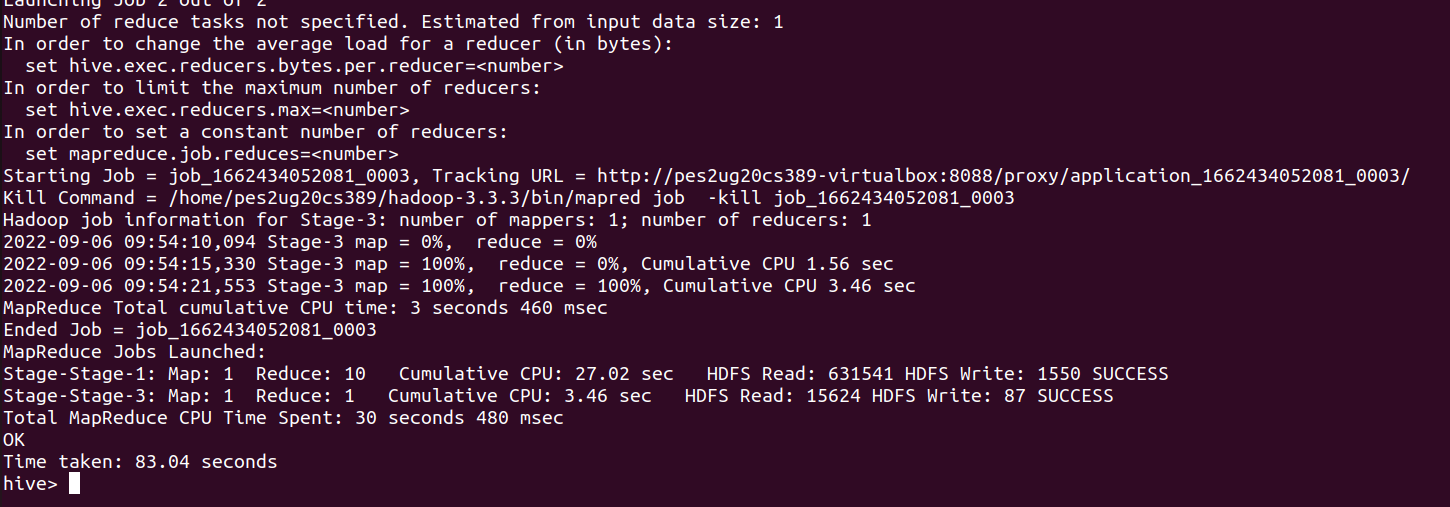 Launching Job 2 out of 2
Number of reduce tasks not specified. Estimated from input data size: 1
In order to change the average load for a reducer (in bytes):
  set hive.exec.reducers.bytes.per.reducer=<number>
In order to limit the maximum number of reducers:
  set hive.exec.reducers.max=<number>
In order to set a constant number of reducers:
  set mapreduce.job.reduces=<number>
Starting Job = job_1662434052081_0003, Tracking URL = http://pes2ug20cs389-virtualbox:8088/proxy/application_1662434052081_0003/
Kill Command = /home/pes2ug20cs389/hadoop-3.3.3/bin/mapred job  -kill job_1662434052081_0003
Hadoop job information for Stage-3: number of mappers: 1; number of reducers: 1
2022-09-06 09:54:10,094 Stage-3 map = 0%,  reduce = 0%
2022-09-06 09:54:15,330 Stage-3 map = 100%,  reduce = 0%, Cumulative CPU 1.56 sec
2022-09-06 09:54:21,553 Stage-3 map = 100%,  reduce = 100%, Cumulative CPU 3.46 sec
MapReduce Total cumulative CPU time: 3 seconds 460 msec
Ended Job = job_1662434052081_0003
MapReduce Jobs Launched:
Stage-Stage-1: Map: 1  Reduce: 10   Cumulative CPU: 27.02 sec   HDFS Read: 631541 HDFS Write: 1550 SUCCESS
Stage-Stage-3: Map: 1  Reduce: 1   Cumulative CPU: 3.46 sec   HDFS Read: 15624 HDFS Write: 87 SUCCESS
Total MapReduce CPU Time Spent: 30 seconds 480 msec
OK
Time taken: 83.04 seconds
hive>